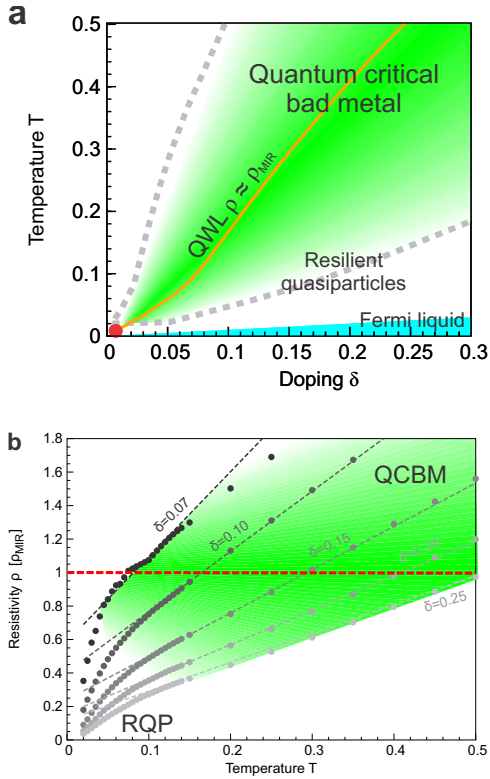 a
0.5
0.4
0.3
0.2
0.1
0
Temperature T
Quantum critical
bad metal
QWL ρ ≈ ρMIR
Resilient
quasiparticles
Fermi liquid
0 0.05 0.1 0.15 0.2 0.25 0.3
Doping δ
b
1.8
1.6
1.4
1.2
1
0.8
0.6
0.4
0.2
0
Resistivity ρ [ρMIR]
QCBM
δ=0.07
δ=0.10
δ=0.15
δ=0.25
RQP
0 0.1 0.2 0.3 0.4 0.5
Temperature T